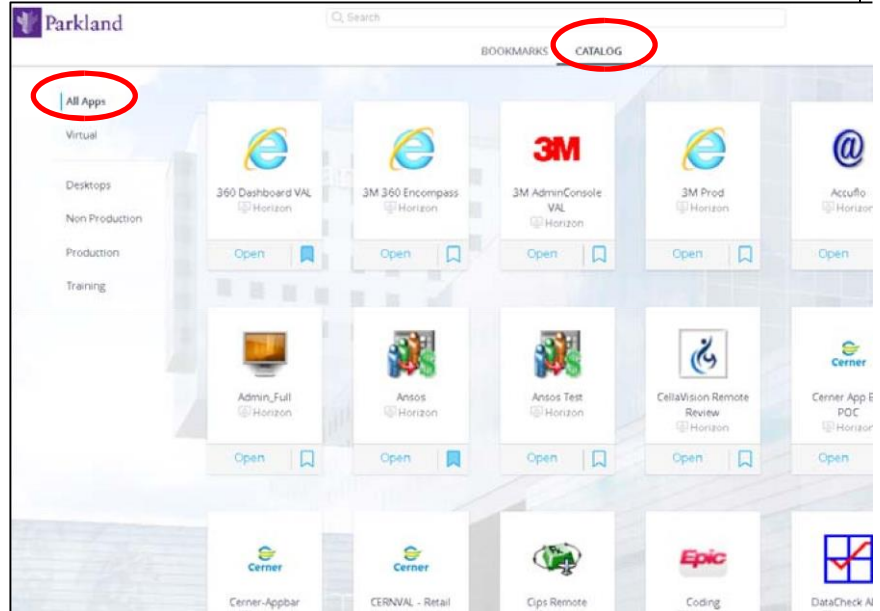 Parkland
Search
BOOKMARKS CATALOG
All Apps
Virtual
Desktops
Non Production
Production
Training
360 Dashboard VAL
Horizon
Open
3M 360 Encompass
Horizon
Open
3M
3M AdminConsole
VAL
Horizon
Open
3M Prod
Horizon
Open
@
Accuflo
Horizon
Open
Admin_Full
Horizon
Open
Ansos
Horizon
Open
Ansos Test
Horizon
Open
CellaVision Remote
Review
Horizon
Open
Cerner
Cerner App B
POC
Horizon
Open
Cerner
Cerner-Appbar
Cerner
CERNVAL - Retail
Cips Remote
Epic
Coding
DataCheck